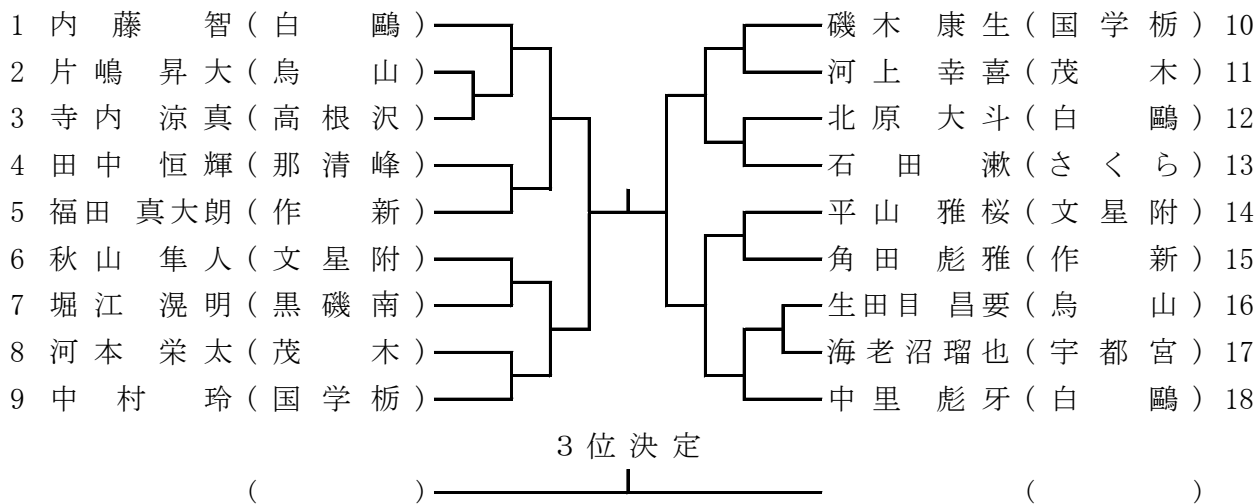 1 内藤 智(白 鷗)
2 片嶋 昇大(烏 山)
3 寺内 涼真(高根沢)
4 田中 恒輝(那清峰)
5 福田 真大朗(作 新)
6 秋山 隼人(文星附)
7 堀江 滉明(黒磯南)
8 河本 栄太(茂 木)
9 中村 玲(国学栃)
磯木 康生(国学栃) 10
河上 幸喜(茂 木) 11
北原 大斗(白 鷗) 12
石田 漱(さくら) 13
平山 雅桜(文星附) 14
角田 彪雅(作 新) 15
生田目 昌要(烏 山) 16
海老沼瑠也(宇都宮) 17
中里 彪牙(白 鷗) 18
3位決定
( ) ( )